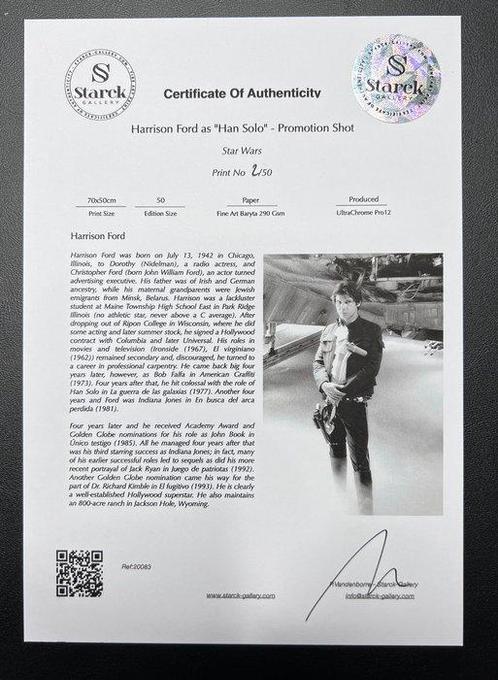 Starck
GALLERY
Starck
GALLERY
Certificate Of Authenticity
Harrison Ford as "Han Solo" - Promotion Shot
Star Wars
Print No 2/50
70x50cm 50 Paper Produced
Print Size Edition Size Fine Art Baryta 290 Gsm UltraChrome Pro12
Harrison Ford
Harrison Ford was born on July 13, 1942 in Chicago,
Illinois, to Dorothy (Nidelman), a radio actress, and
Christopher Ford (born John William Ford), an actor turned
advertising executive. His father was of Irish and German
ancestry, while his maternal grandparents were Jewish
emigrants from Minsk, Belarus. Harrison was a lackluster
student at Maine Township High School East in Park Ridge
Illinois (no athletic star, never above a C average). After
dropping out of Ripon College in Wisconsin, where he did
some acting and later summer stock, he signed a Hollywood
contract with Columbia and later Universal. His roles in
movies and television (Ironside (1967), El virginiano
(1962)) remained secondary and, discouraged, he turned to
a career in professional carpentry. He came back big four
years later, however, as Bob Falfa in American Graffiti
(1973). Four years after that, he hit colossal with the role of
Han Solo in La guerra de las galaxias (1977). Another four
years and Ford was Indiana Jones in En busca del arca
perdida (1981).
Four years later and he received Academy Award and
Golden Globe nominations for his role as John Book in
Único testigo (1985). All he managed four years after that
was his third starring success as Indiana Jones; in fact, many
of his earlier successful roles led to sequels as did his more
recent portrayal of Jack Ryan in Juego de patriotas (1992).
Another Golden Globe nomination came his way for the
part of Dr. Richard Kimble in El fugitivo (1993). He is clearly
a well-established Hollywood superstar. He also maintains
an 800-acre ranch in Jackson Hole, Wyoming.
Ref:20083
www.starck-gallery.com
Vandenborre - Starck Gallery
info@starck-gallery.com